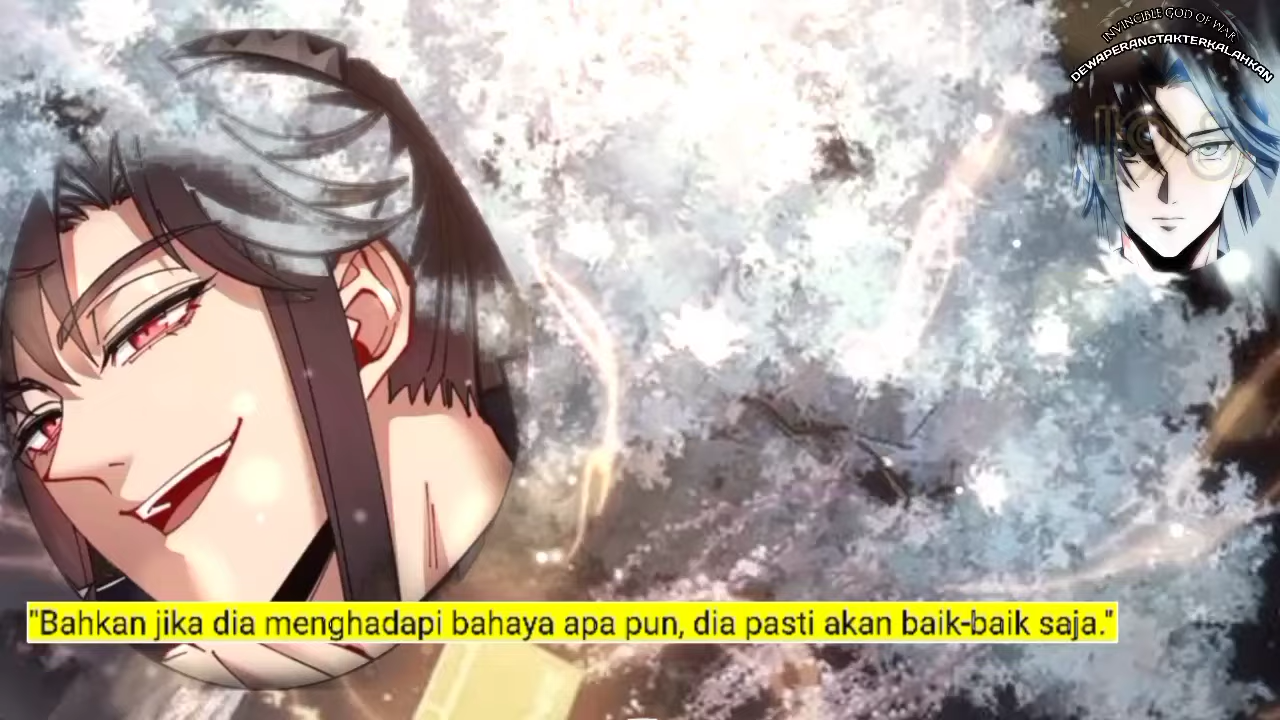 INVINCIBLE GOD OF WAR
DEWAPERANGTAKTERKALAHKAN
"Bahkan jika dia menghadapi bahaya apa pun, dia pasti akan baik-baik saja."